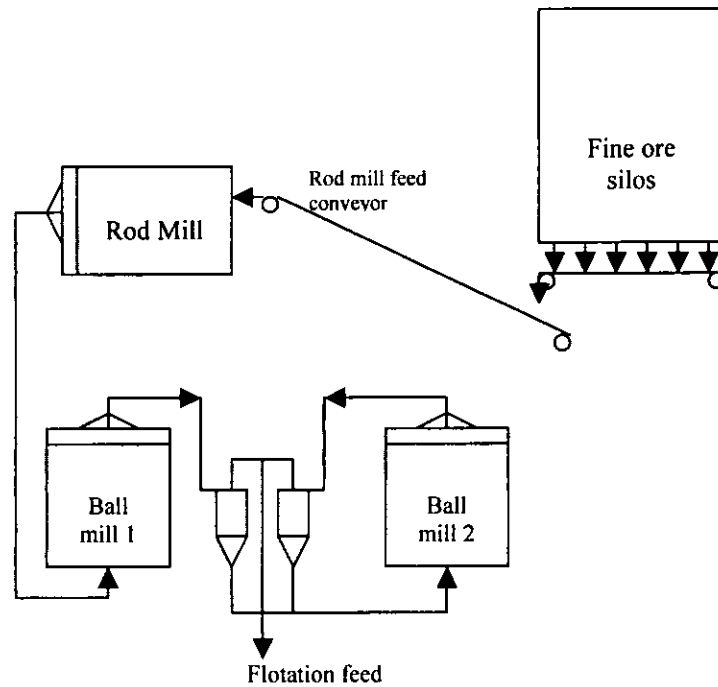 Fine ore
silos
Rod mill feed
conveyor
Rod Mill
Ball
mill 1
Ball
mill 2
Flotation feed